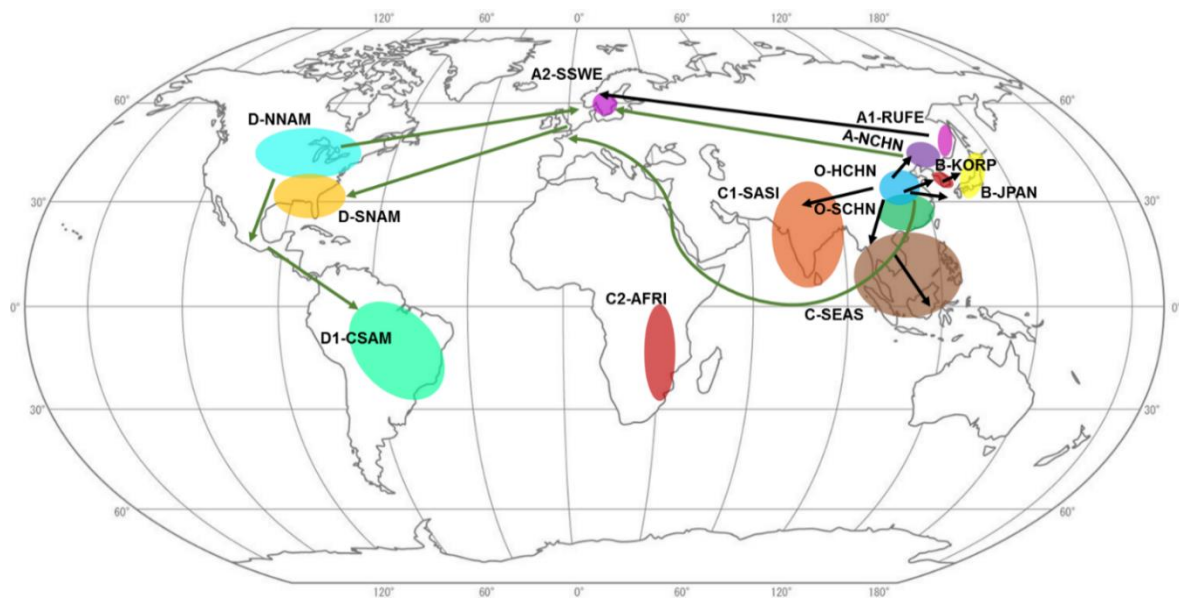 120° 60° 0° 60° 120° 180°
A2-SSWE
60° 60°
D-NNAM A1-RUFE
A-NCHN
B-KORP
O-HCHN
C1-SASI B-JPAN
30° O-SCHN 30°
D-SNAM
C2-AFRI
0° C-SEAS 0°
D1-CSAM
30° 30°
60° 60°
120° 60° 0° 60° 120° 180°